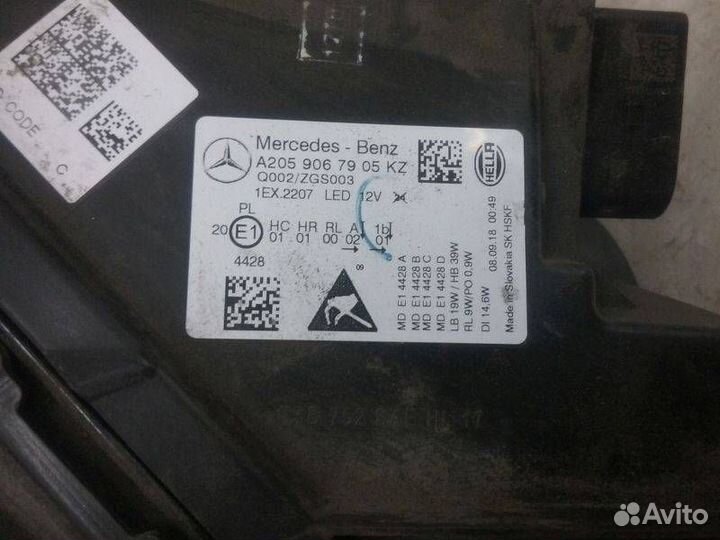 CODE
C
Mercedes - Benz
A205 906 79 05 KZ
Q002/ZGS003
1EX.2207 LED 12V
HELLA
PL
20 E1 HC HR RL A 1b
01 01 00 02 01
4428
09
MD E1 4428 A
MD E1 4428 B
MD E1 4428 C
MD E1 4428 D
LB 19W / HB 39W
RL 9W/PO 0.9W
DI 14.6W
08.09.18 00:49
Made in Slovakia SK HSKF
Avito